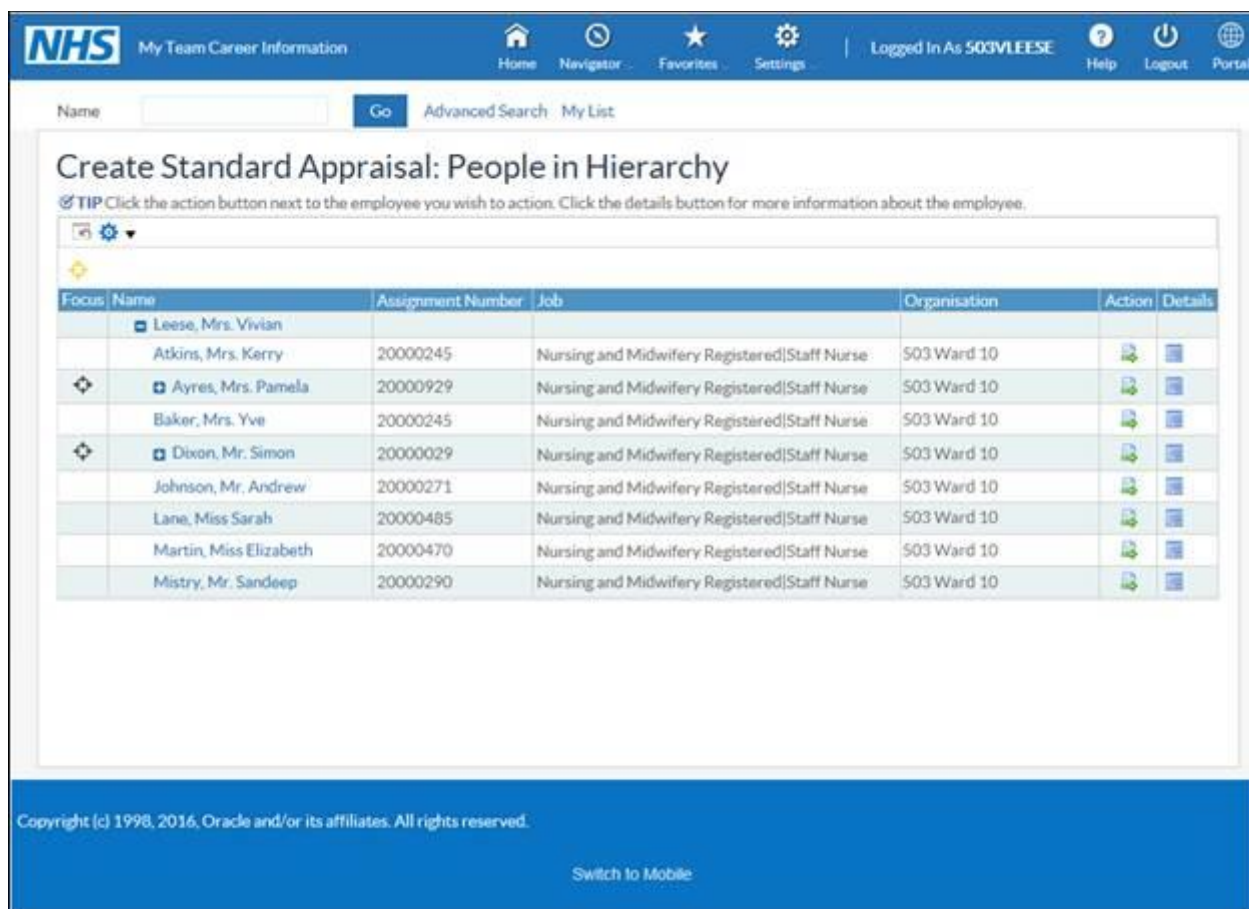 NHS My Team Career Information Home Navigator Favorites Settings Logged In As 503VLEESE Help Logout Portal
Name Go Advanced Search My List
Create Standard Appraisal: People in Hierarchy
TIP Click the action button next to the employee you wish to action. Click the details button for more information about the employee.
Focus Name Assignment Number Job Organisation Action Details
Leese, Mrs. Vivian
Atkins, Mrs. Kerry 20000245 Nursing and Midwifery Registered|Staff Nurse 503 Ward 10
Ayres, Mrs. Pamela 20000929 Nursing and Midwifery Registered|Staff Nurse 503 Ward 10
Baker, Mrs. Yve 20000245 Nursing and Midwifery Registered|Staff Nurse 503 Ward 10
Dixon, Mr. Simon 20000029 Nursing and Midwifery Registered|Staff Nurse 503 Ward 10
Johnson, Mr. Andrew 20000271 Nursing and Midwifery Registered|Staff Nurse 503 Ward 10
Lane, Miss Sarah 20000485 Nursing and Midwifery Registered|Staff Nurse 503 Ward 10
Martin, Miss Elizabeth 20000470 Nursing and Midwifery Registered|Staff Nurse 503 Ward 10
Mistry, Mr. Sandeep 20000290 Nursing and Midwifery Registered|Staff Nurse 503 Ward 10
Copyright (c) 1998, 2016, Oracle and/or its affiliates. All rights reserved.
Switch to Mobile